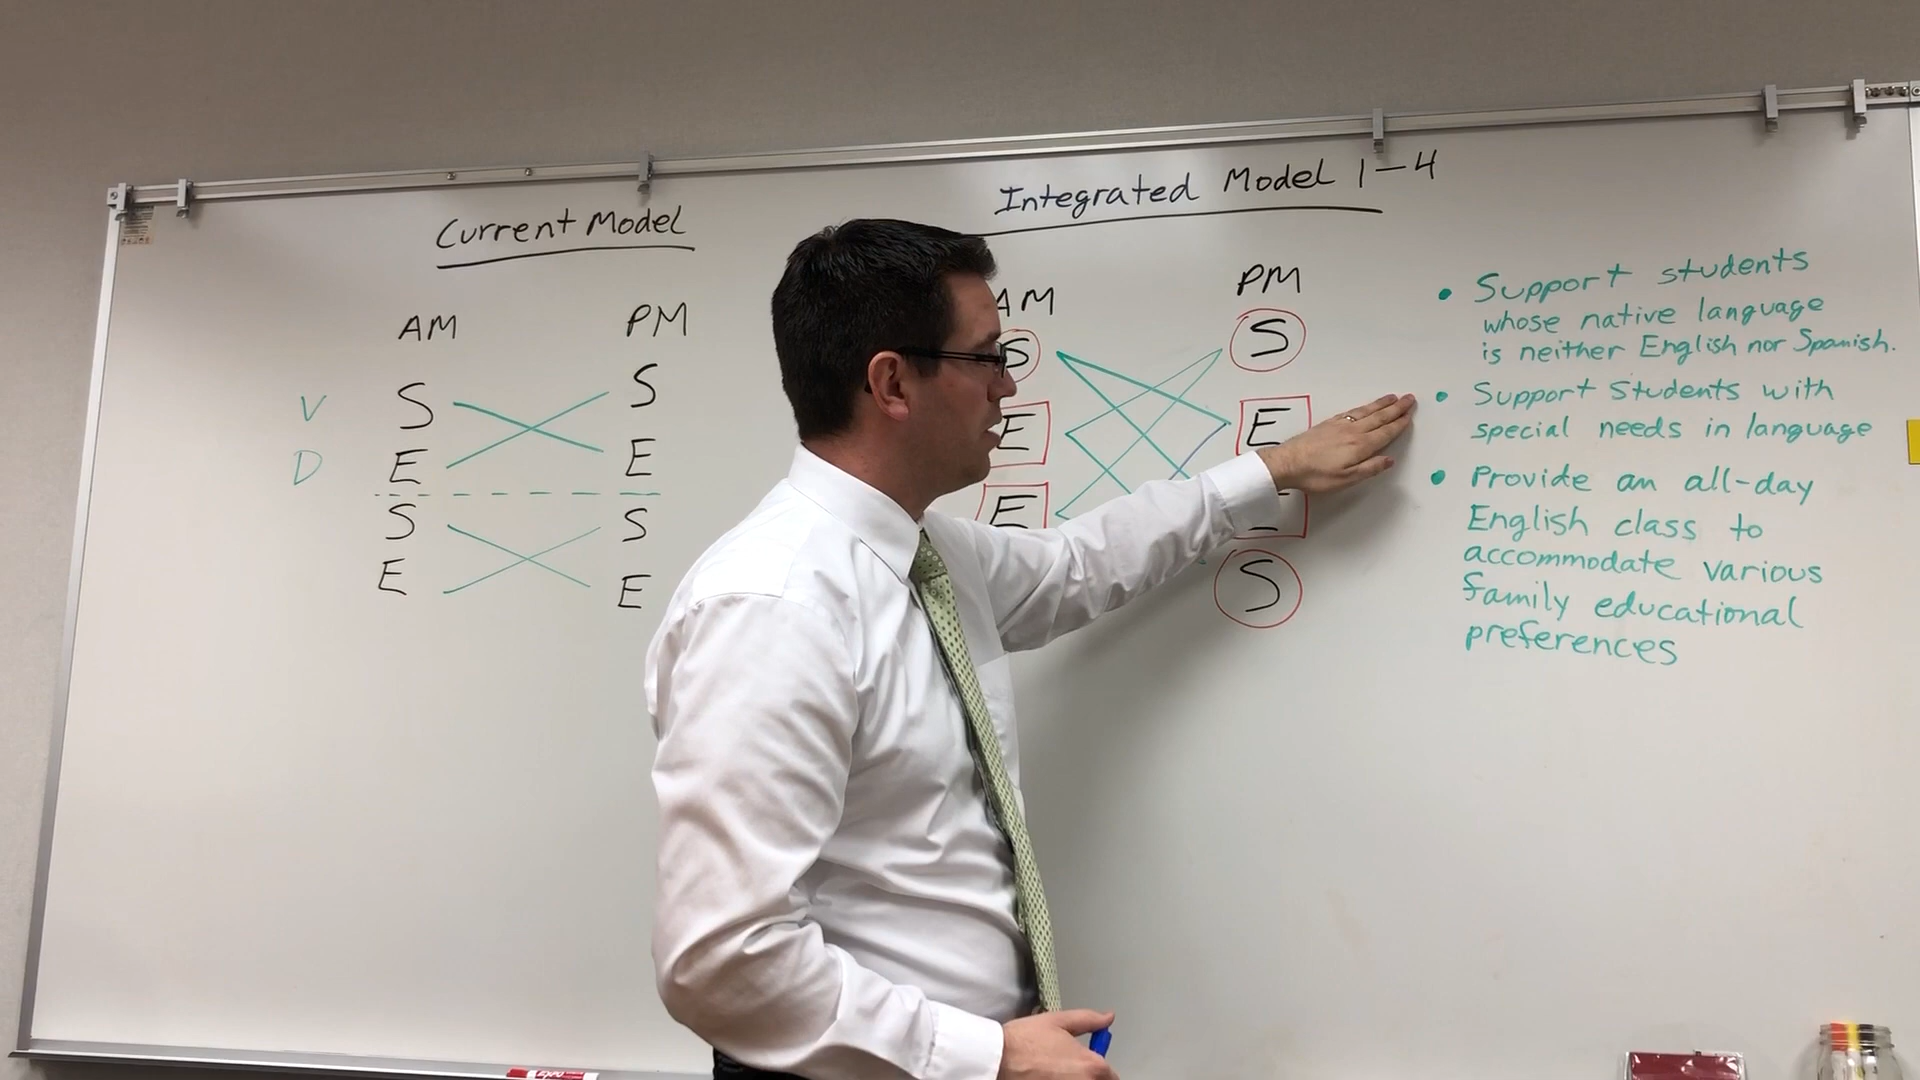 Current Model
AM PM
V S S
D E E
S S
E E
Integrated Model 1-4
AM PM
S S
E E
E
S
• Support students
whose native language
is neither English nor Spanish.
• Support students with
special needs in language
• Provide an all-day
English class to
accommodate various
family educational
preferences
expo